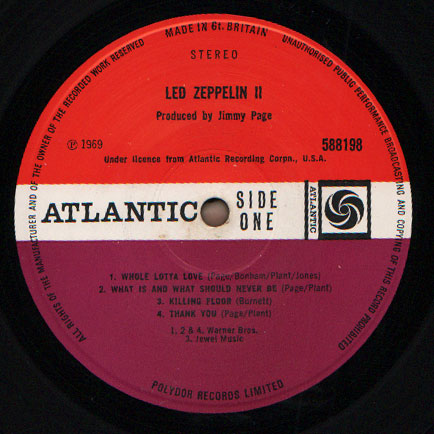 MADE IN Gt. BRITAIN
ALL RIGHTS OF THE MANUFACTURER AND OF THE OWNER OF THE RECORDED WORK RESERVED
UNAUTHORISED PUBLIC PERFORMANCE BROADCASTING AND COPYING OF THIS RECORD PROHIBITED
STEREO
LED ZEPPELIN II
Produced by Jimmy Page
℗ 1969
588198
Under licence from Atlantic Recording Corpn., U.S.A.
ATLANTIC
SIDE
ONE
ATLANTIC
1. WHOLE LOTTA LOVE (Page/Bonham/Plant/Jones)
2. WHAT IS AND WHAT SHOULD NEVER BE (Page/Plant)
3. KILLING FLOOR (Burnett)
4. THANK YOU (Page/Plant)
1. 2 & 4. Warner Bros.
3. Jewel Music
POLYDOR RECORDS LIMITED